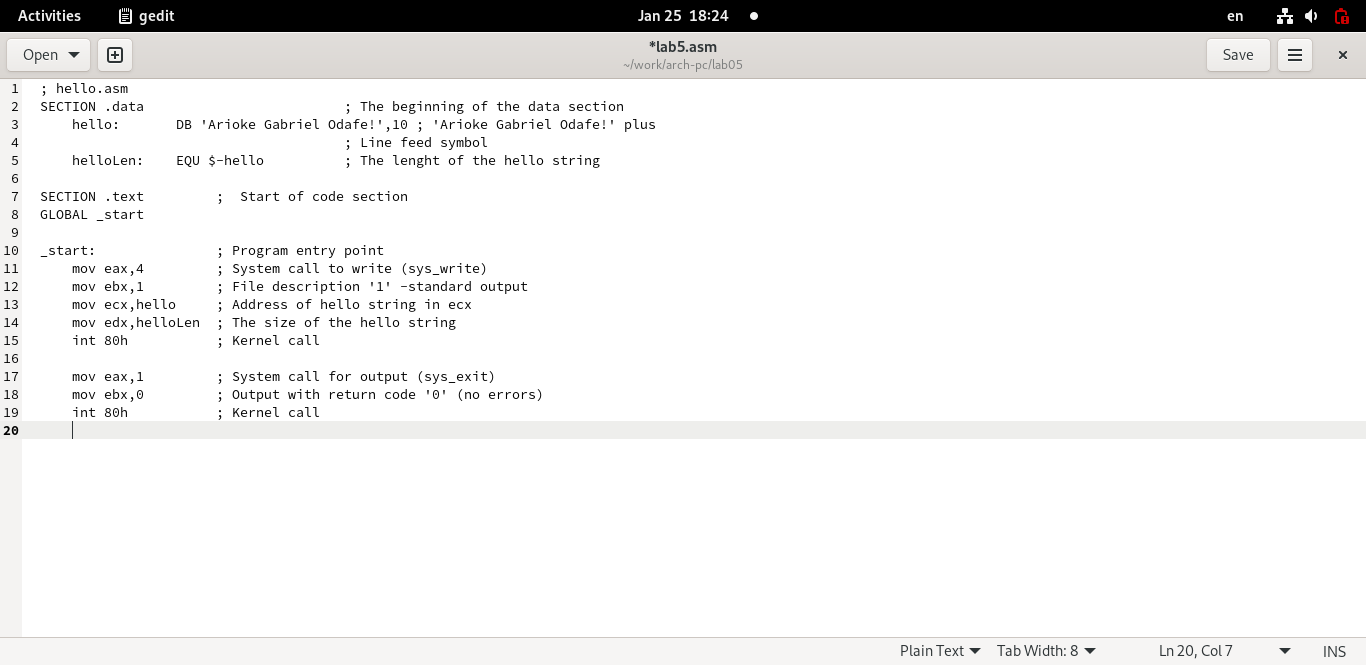 Activities gedit Jan 25 18:24 en
Open *lab5.asm Save
~/work/arch-pc/lab05
1 ; hello.asm
2 SECTION .data ; The beginning of the data section
3 hello: DB 'Arioke Gabriel Odafe!',10 ; 'Arioke Gabriel Odafe!' plus
4 ; Line feed symbol
5 helloLen: EQU $-hello ; The lenght of the hello string
6
7 SECTION .text ; Start of code section
8 GLOBAL _start
9
10 _start: ; Program entry point
11 mov eax,4 ; System call to write (sys_write)
12 mov ebx,1 ; File description '1' -standard output
13 mov ecx,hello ; Address of hello string in ecx
14 mov edx,helloLen ; The size of the hello string
15 int 80h ; Kernel call
16
17 mov eax,1 ; System call for output (sys_exit)
18 mov ebx,0 ; Output with return code '0' (no errors)
19 int 80h ; Kernel call
20
Plain Text Tab Width: 8 Ln 20, Col 7 INS